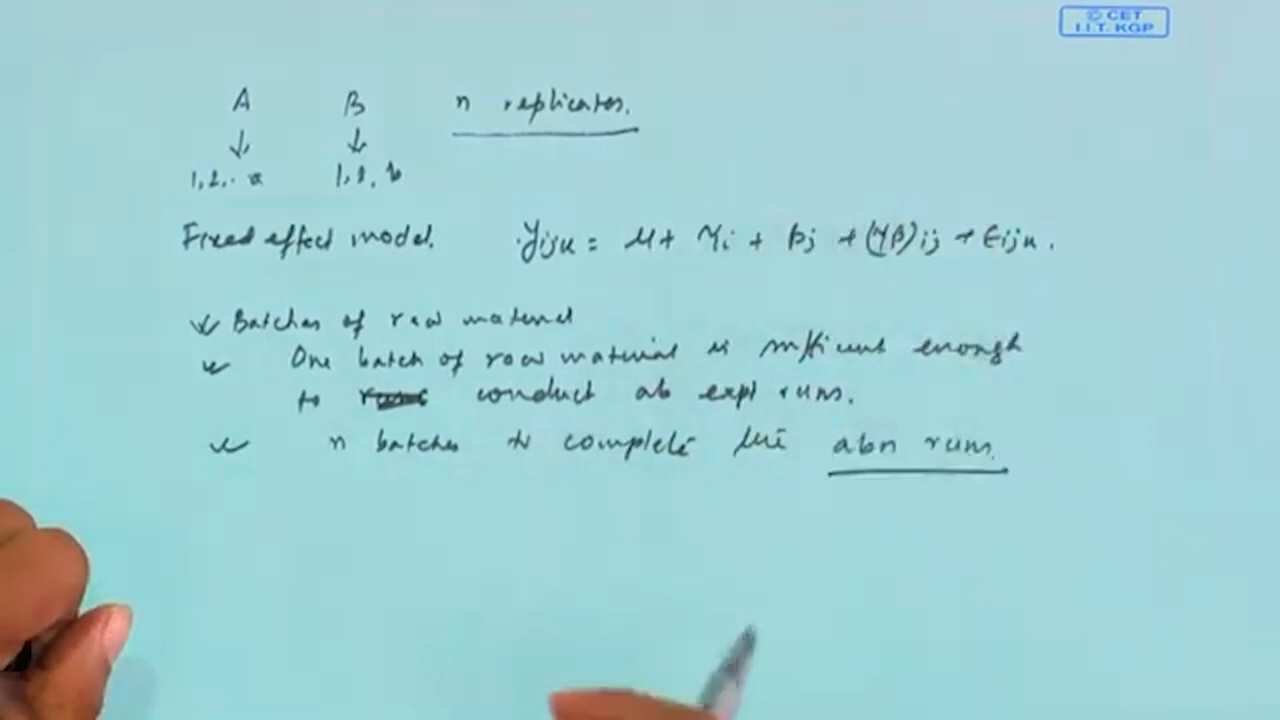 © CET
I.I.T. KGP
A B n replicates.
↓ ↓
1,2,.. a 1,2, b
Fixed effect model. yijk = μ + τi + βj + (τβ)ij + εijk.
Batches of raw material
One batch of raw material is sufficient enough
to conduct ab expl runs.
n batches to complete the abn runs.